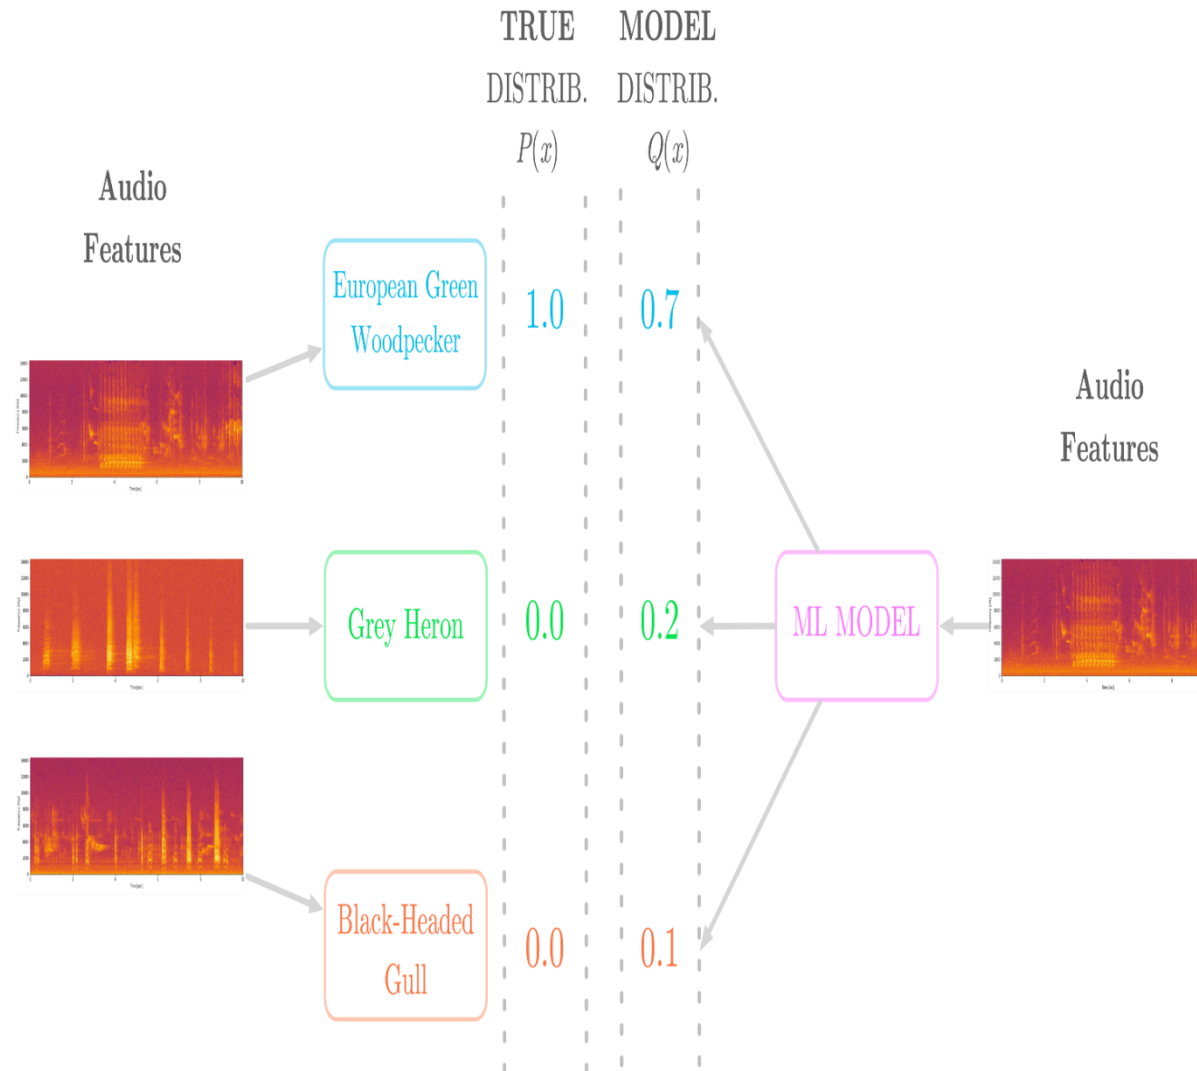 TRUE
DISTRIB.
P(x)
MODEL
DISTRIB.
Q(x)
Audio
Features
European Green
Woodpecker
1.0
0.7
Audio
Features
Grey Heron
0.0
0.2
ML MODEL
Black-Headed
Gull
0.0
0.1